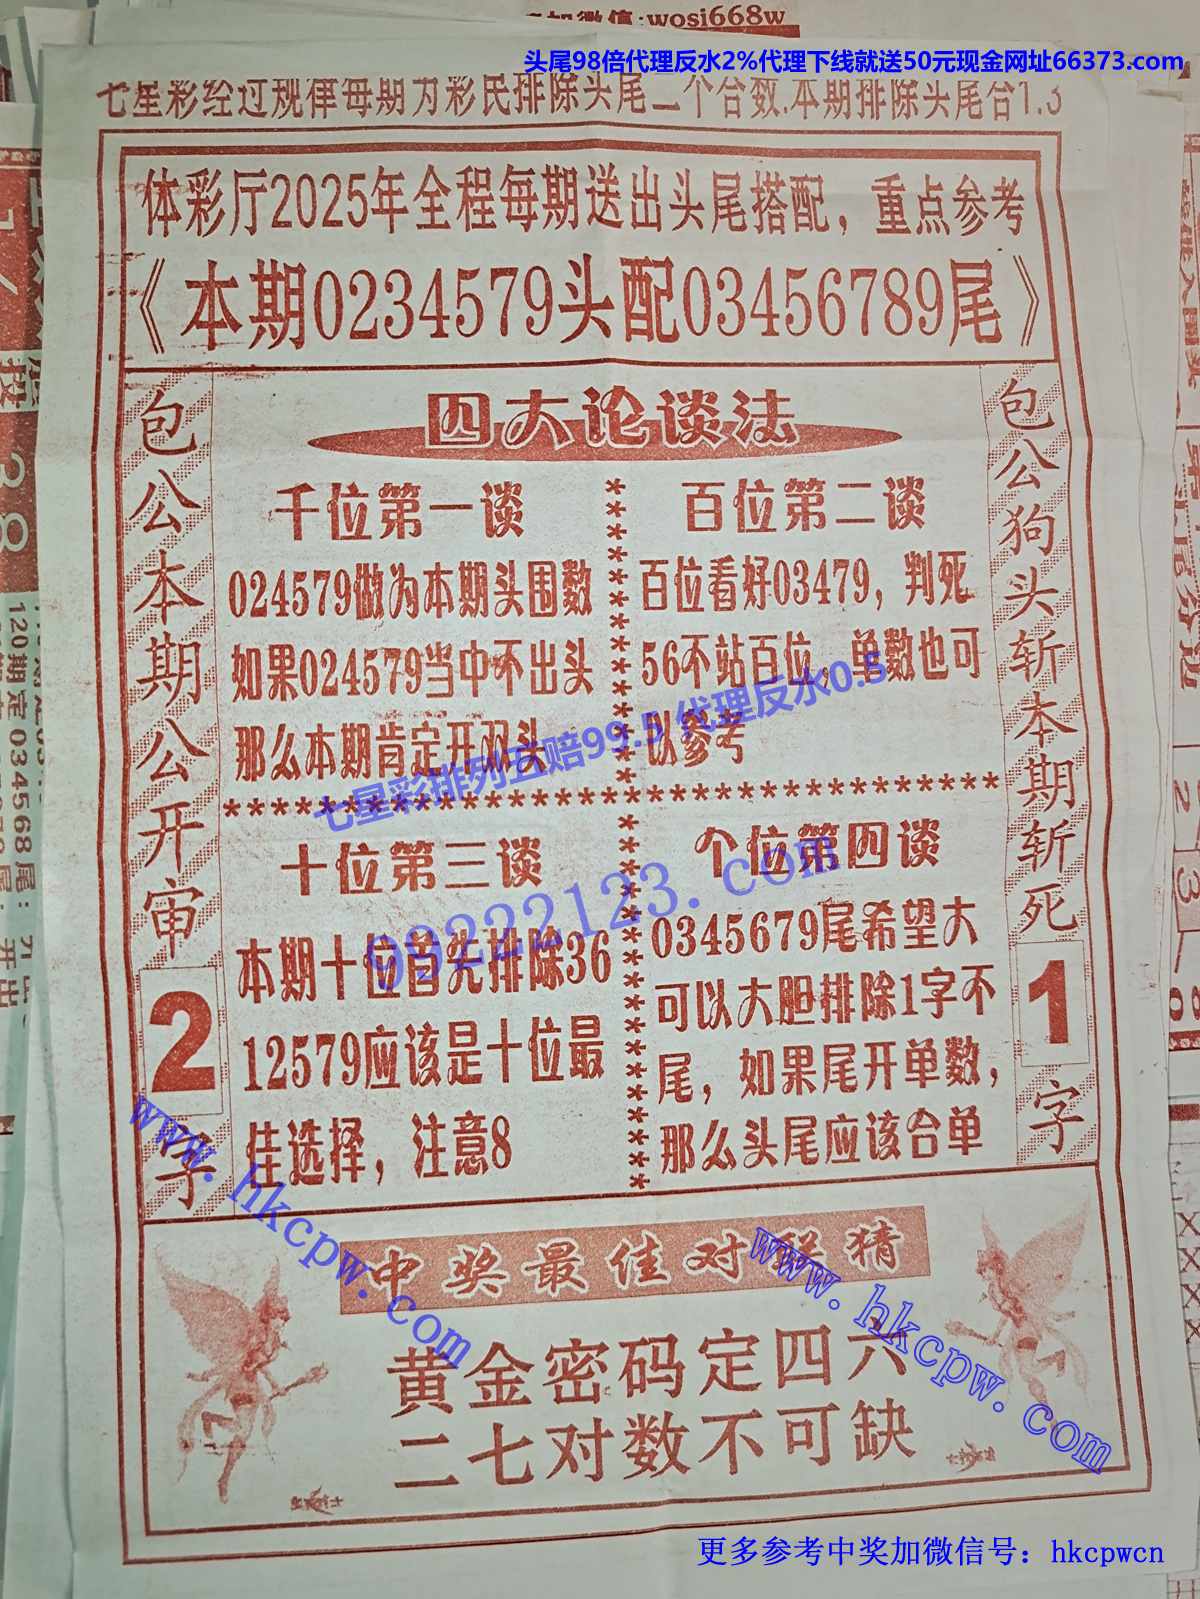 加微信:wosi668w
头尾98倍代理反水2%代理下线就送50元现金网址66373.com
七星彩经过规律每期为彩民排除头尾二个合数.本期排除头尾合1.3
体彩厅2025年全程每期送出头尾搭配，重点参考
《本期0234579头配03456789尾》
四大论谈法
包公本期公开审2字
千位第一谈
024579做为本期头围数
如果024579当中不出头
那么本期肯定开双头
百位第二谈
百位看好03479，判死
56不站百位，单数也可
以参考
包公狗头斩本期斩死1字
七星彩排列五赔99.5 代理反水0.5
********************************
十位第三谈
本期十位首先排除36
12579应该是十位最
佳选择，注意8
个位第四谈
0345679尾希望大
可以大胆排除1字不
尾，如果尾开单数，
那么头尾应该合单
99222123.com
www.hkcpw.com
www.hkcpw.com
中奖最佳对联猜
黄金密码定四六
二七对数不可缺
更多参考中奖加微信号：hkcpwcn